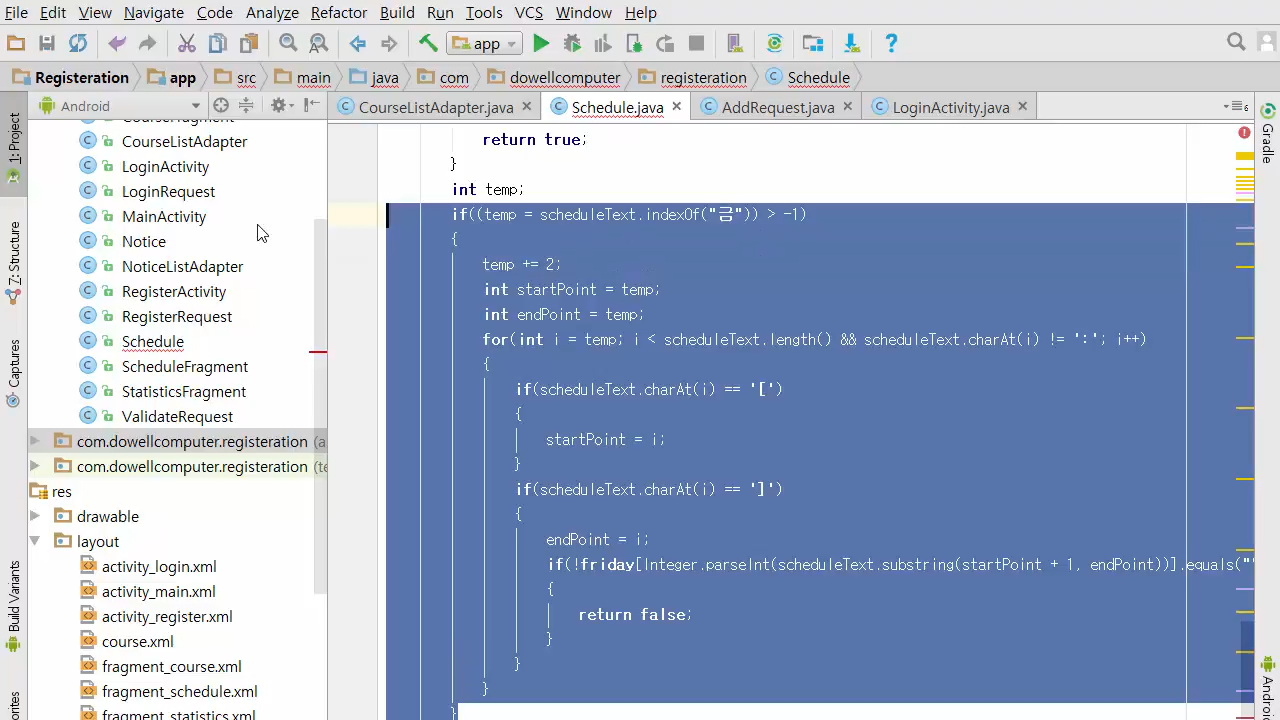 File Edit View Navigate Code Analyze Refactor Build Run Tools VCS Window Help
app
Registeration app src main java com dowellcomputer registeration Schedule
Android
CourseListAdapter.java Schedule.java AddRequest.java LoginActivity.java
1: Project
Z: Structure
Captures
Build Variants
CourseFragment
CourseListAdapter
LoginActivity
LoginRequest
MainActivity
Notice
NoticeListAdapter
RegisterActivity
RegisterRequest
Schedule
ScheduleFragment
StatisticsFragment
ValidateRequest
com.dowellcomputer.registeration (a
com.dowellcomputer.registeration (te
res
drawable
layout
activity_login.xml
activity_main.xml
activity_register.xml
course.xml
fragment_course.xml
fragment_schedule.xml
fragment_statistics.xml
return true;
}
int temp;
if((temp = scheduleText.indexOf("금")) > -1)
{
temp += 2;
int startPoint = temp;
int endPoint = temp;
for(int i = temp; i < scheduleText.length() && scheduleText.charAt(i) != ':'; i++)
{
if(scheduleText.charAt(i) == '[')
{
startPoint = i;
}
if(scheduleText.charAt(i) == ']')
{
endPoint = i;
if(!friday[Integer.parseInt(scheduleText.substring(startPoint + 1, endPoint))].equals(""
{
return false;
}
}
}
}
Gradle